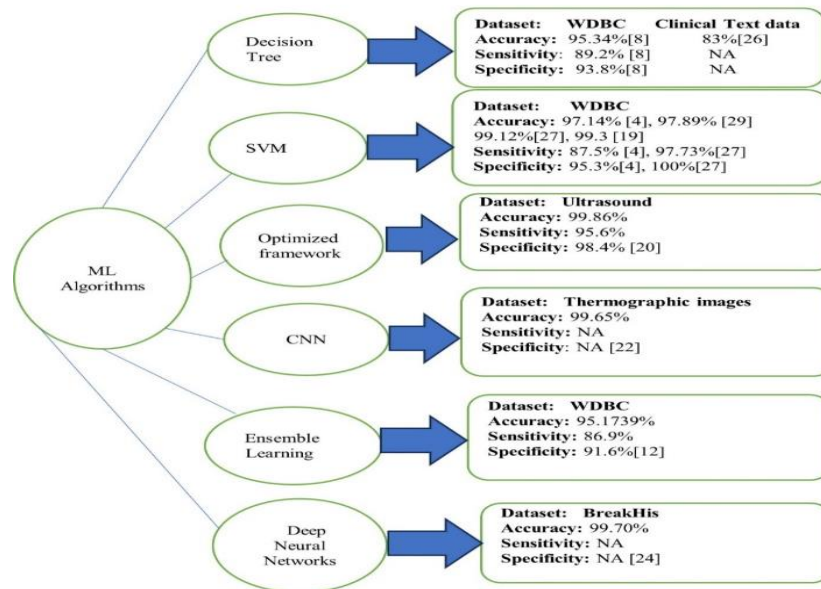 ML
Algorithms
Decision
Tree
Dataset: WDBC Clinical Text data
Accuracy: 95.34%[8] 83%[26]
Sensitivity: 89.2% [8] NA
Specificity: 93.8%[8] NA
SVM
Dataset: WDBC
Accuracy: 97.14% [4], 97.89% [29]
99.12%[27], 99.3 [19]
Sensitivity: 87.5% [4], 97.73%[27]
Specificity: 95.3%[4], 100%[27]
Optimized
framework
Dataset: Ultrasound
Accuracy: 99.86%
Sensitivity: 95.6%
Specificity: 98.4% [20]
CNN
Dataset: Thermographic images
Accuracy: 99.65%
Sensitivity: NA
Specificity: NA [22]
Ensemble
Learning
Dataset: WDBC
Accuracy: 95.1739%
Sensitivity: 86.9%
Specificity: 91.6%[12]
Deep
Neural
Networks
Dataset: BreakHis
Accuracy: 99.70%
Sensitivity: NA
Specificity: NA [24]